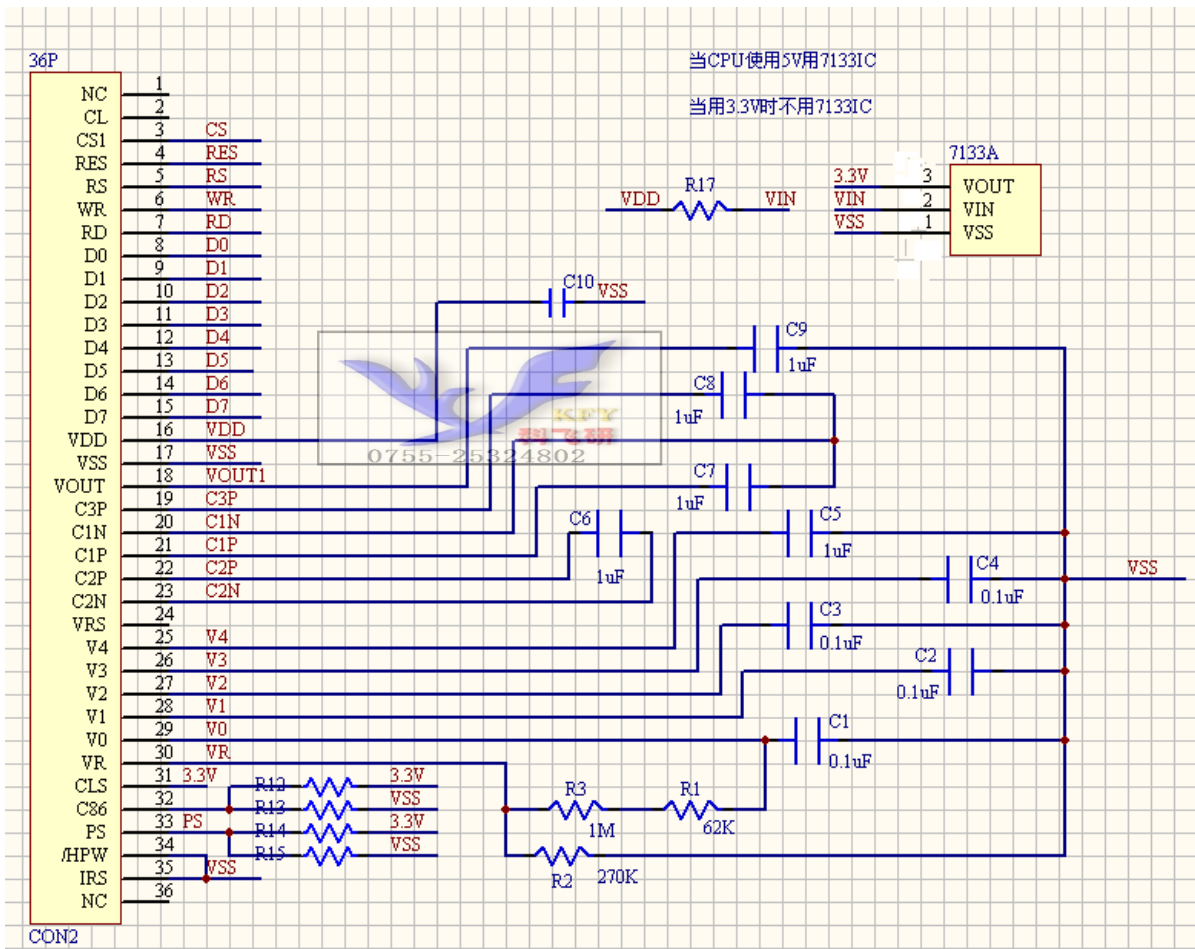 36P
当CPU使用5V用7133IC
当用3.3V时不用7133IC
7133A
3.3V 3 VOUT
VIN 2 VIN
VSS 1 VSS
VDD R17 VIN
NC 1
CL 2
CS1 3 CS
RES 4 RES
RS 5 RS
WR 6 WR
RD 7 RD
D0 8 D0
D1 9 D1
D2 10 D2
D3 11 D3
D4 12 D4
D5 13 D5
D6 14 D6
D7 15 D7
VDD 16 VDD
VSS 17 VSS
VOUT 18 VOUT1
C3P 19 C3P
C1N 20 C1N
C1P 21 C1P
C2P 22 C2P
C2N 23 C2N
VRS 24
V4 25 V4
V3 26 V3
V2 27 V2
V1 28 V1
V0 29 V0
VR 30 VR
CLS 31 3.3V
C86 32
PS 33 PS
/HPW 34
IRS 35 VSS
NC 36
CON2
C10 VSS
C9
1uF
C8
1uF
KFY
科飞研
0755-25324802
C7
1uF
C6
1uF
C5
1uF
C4
0.1uF
VSS
C3
0.1uF
C2
0.1uF
C1
0.1uF
R12 3.3V
R13 VSS
R14 3.3V
R15 VSS
R3
1M
R1
62K
R2
270K